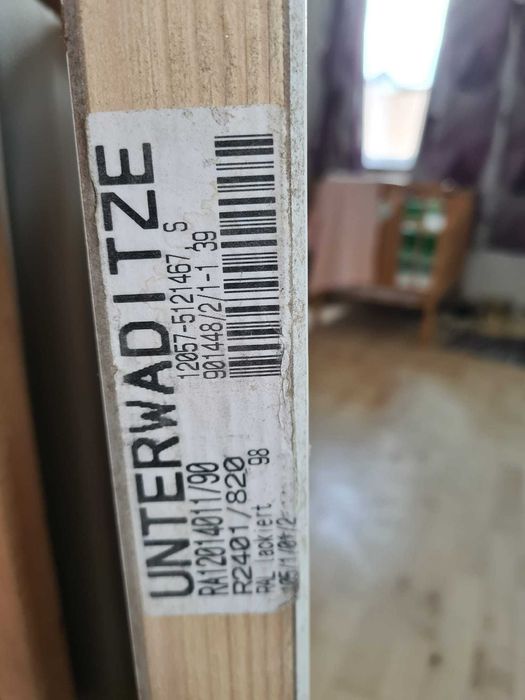 UNTERWADITZE
12057-5121467, S
901448/2/1-1 39
RA12014011/90
R2401/820
RAL lackiert 98